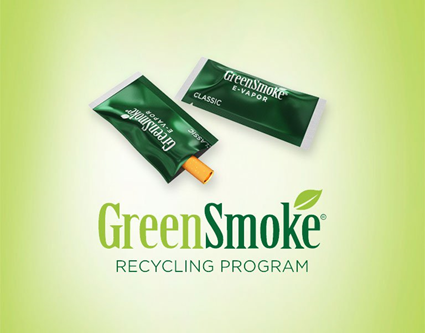 GreenSmoke®
E-VAPOR
CLASSIC
GreenSmoke®
E-VAPOR
CLASSIC
GreenSmoke®
RECYCLING PROGRAM